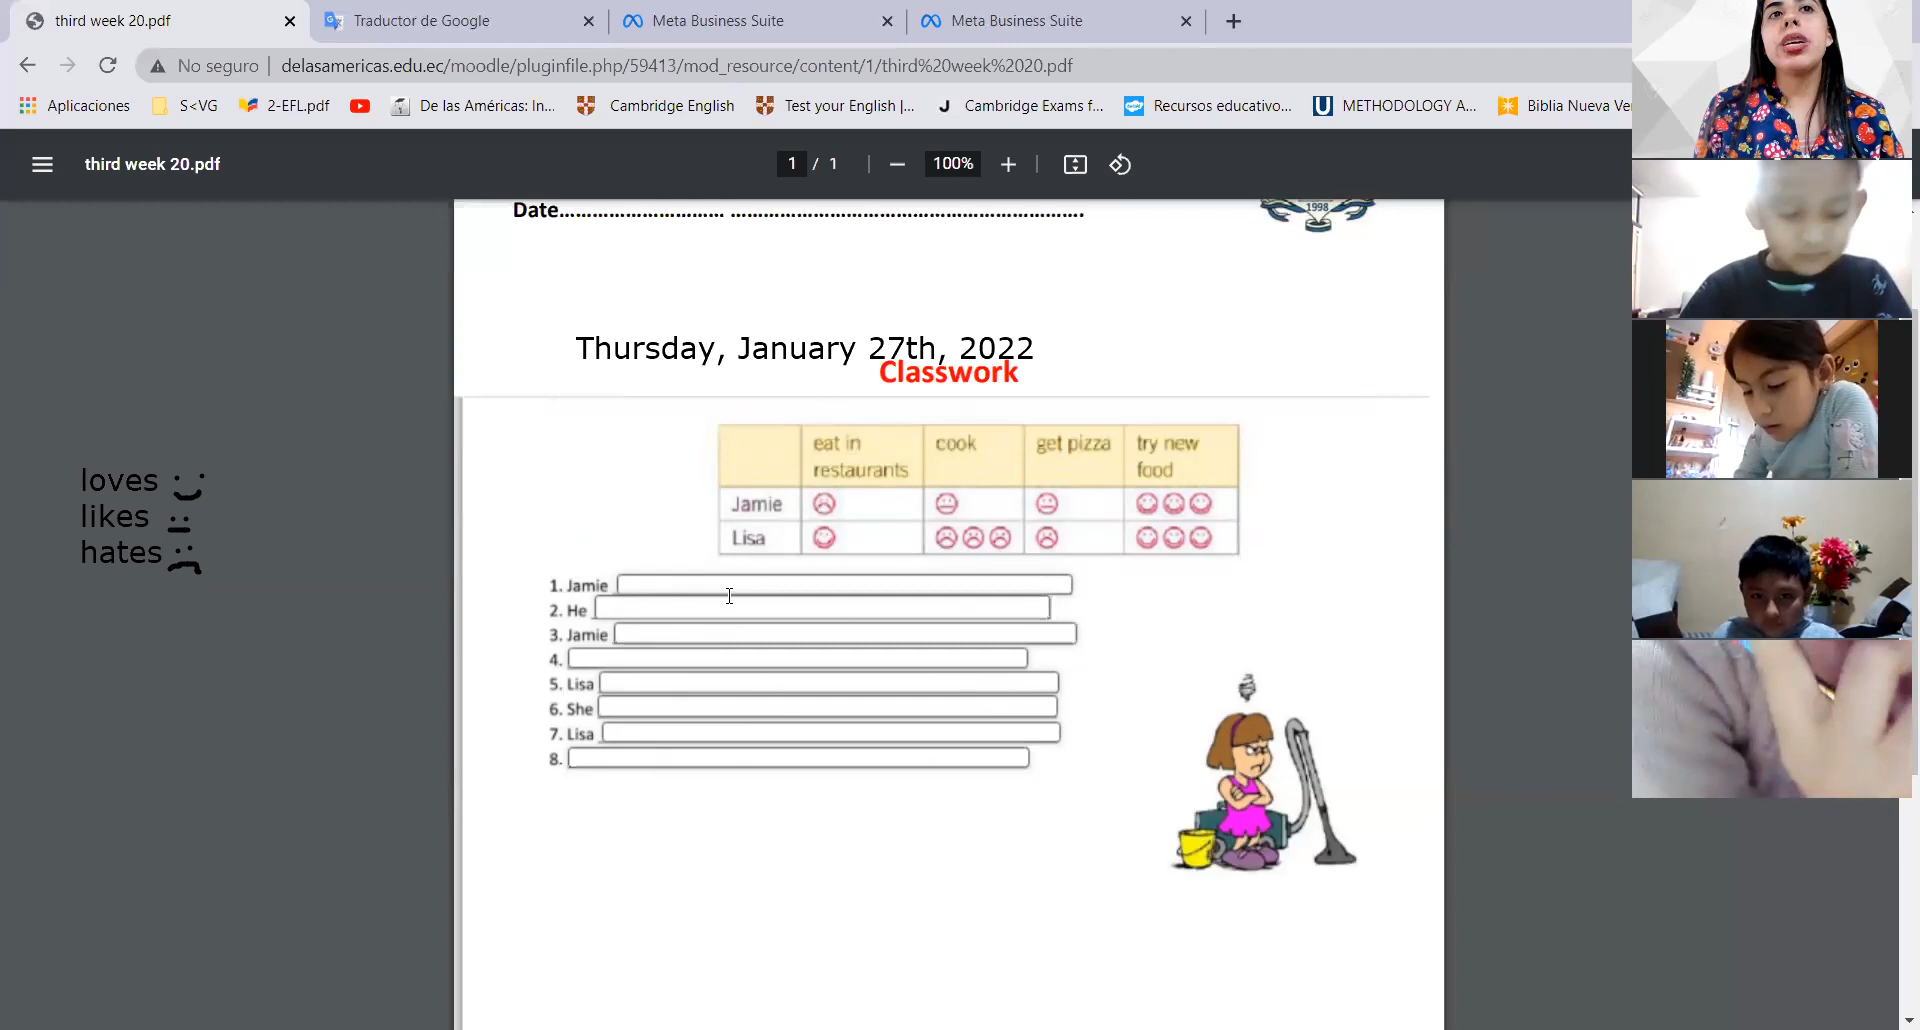 third week 20.pdf
Traductor de Google
Meta Business Suite
Meta Business Suite
No seguro
delasamericas.edu.ec/moodle/pluginfile.php/59413/mod_resource/content/1/third%20week%2020.pdf
Aplicaciones
S<VG
2-EFL.pdf
De las Américas: In...
Cambridge English
Test your English |...
Cambridge Exams f...
Recursos educativo...
METHODOLOGY A...
Biblia Nueva Ver
third week 20.pdf
1 / 1
100%
Date.......................... ..........................................................
1998
Thursday, January 27th, 2022
Classwork
eat in restaurants
cook
get pizza
try new food
Jamie
Lisa
loves
likes
hates
1. Jamie
2. He
3. Jamie
4.
5. Lisa
6. She
7. Lisa
8.